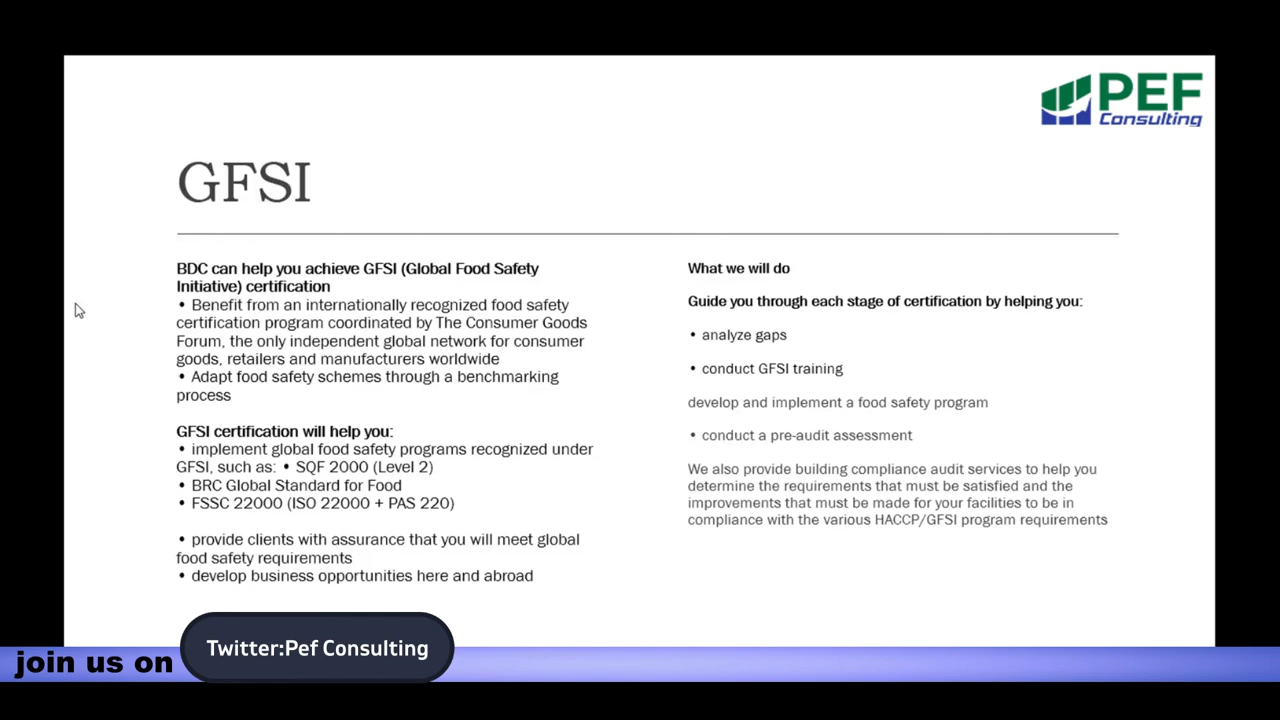 PEF
Consulting
GFSI
BDC can help you achieve GFSI (Global Food Safety
Initiative) certification
• Benefit from an internationally recognized food safety
certification program coordinated by The Consumer Goods
Forum, the only independent global network for consumer
goods, retailers and manufacturers worldwide
• Adapt food safety schemes through a benchmarking
process
GFSI certification will help you:
• implement global food safety programs recognized under
GFSI, such as: • SQF 2000 (Level 2)
• BRC Global Standard for Food
• FSSC 22000 (ISO 22000 + PAS 220)
• provide clients with assurance that you will meet global
food safety requirements
• develop business opportunities here and abroad
What we will do
Guide you through each stage of certification by helping you:
• analyze gaps
• conduct GFSI training
develop and implement a food safety program
• conduct a pre-audit assessment
We also provide building compliance audit services to help you
determine the requirements that must be satisfied and the
improvements that must be made for your facilities to be in
compliance with the various HACCP/GFSI program requirements
join us on
Twitter:Pef Consulting